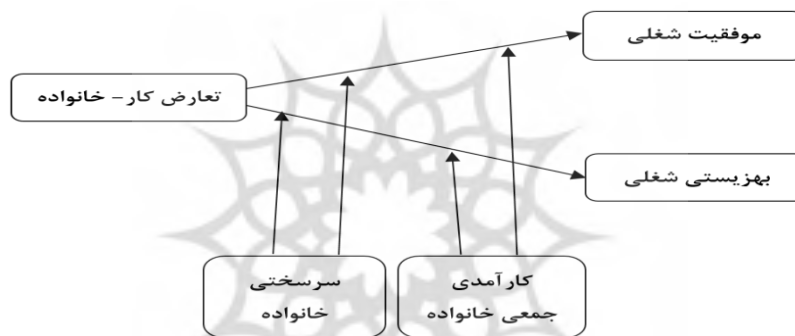 موفقیت شغلی
تعارض کار- خانواده
بهزیستی شغلی
کارآمدی
جمعی خانواده
سرسختی
خانواده